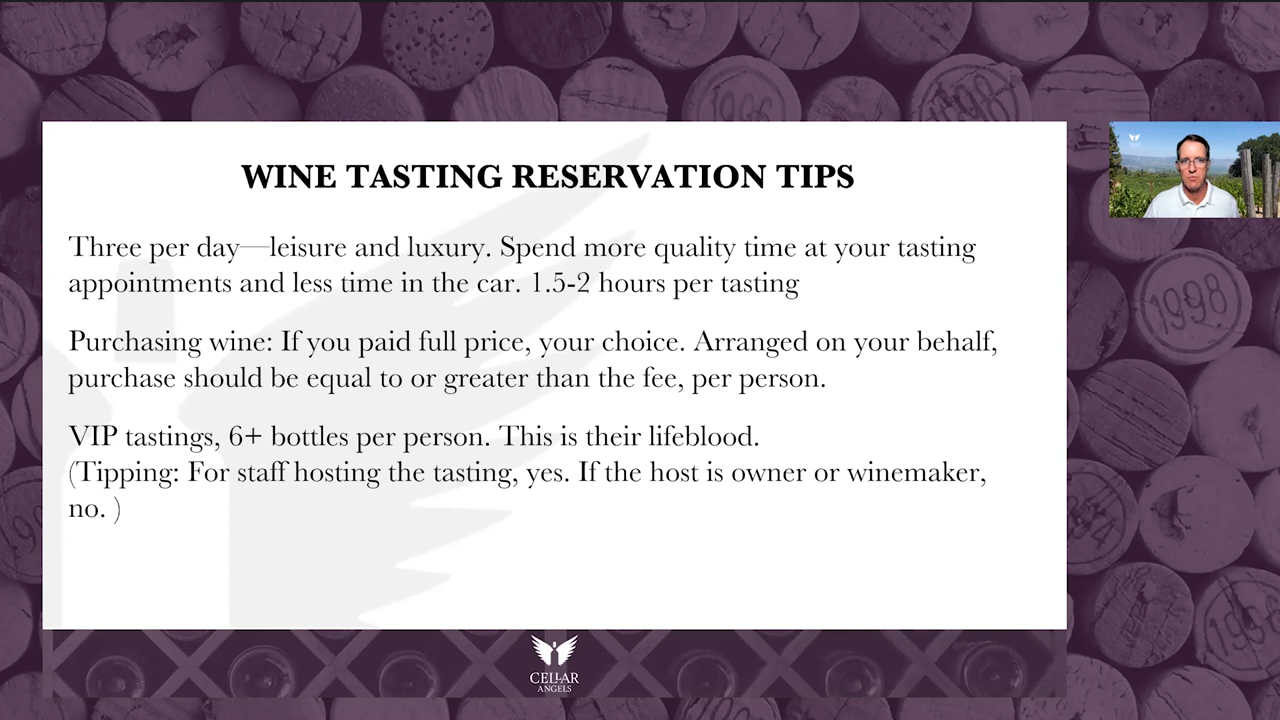 WINE TASTING RESERVATION TIPS
Three per day—leisure and luxury. Spend more quality time at your tasting
appointments and less time in the car. 1.5-2 hours per tasting
Purchasing wine: If you paid full price, your choice. Arranged on your behalf,
purchase should be equal to or greater than the fee, per person.
VIP tastings, 6+ bottles per person. This is their lifeblood.
(Tipping: For staff hosting the tasting, yes. If the host is owner or winemaker,
no. )
1998
CELLAR
ANGELS